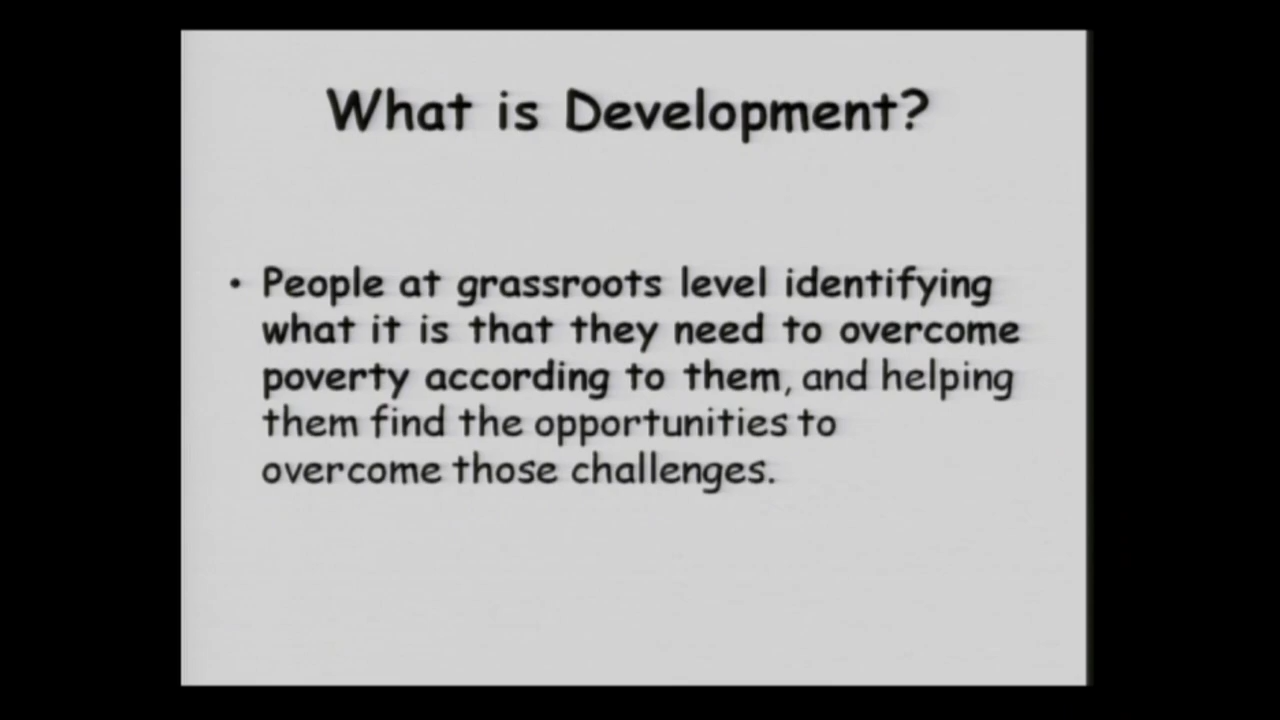 What is Development?
• People at grassroots level identifying
what it is that they need to overcome
poverty according to them, and helping
them find the opportunities to
overcome those challenges.